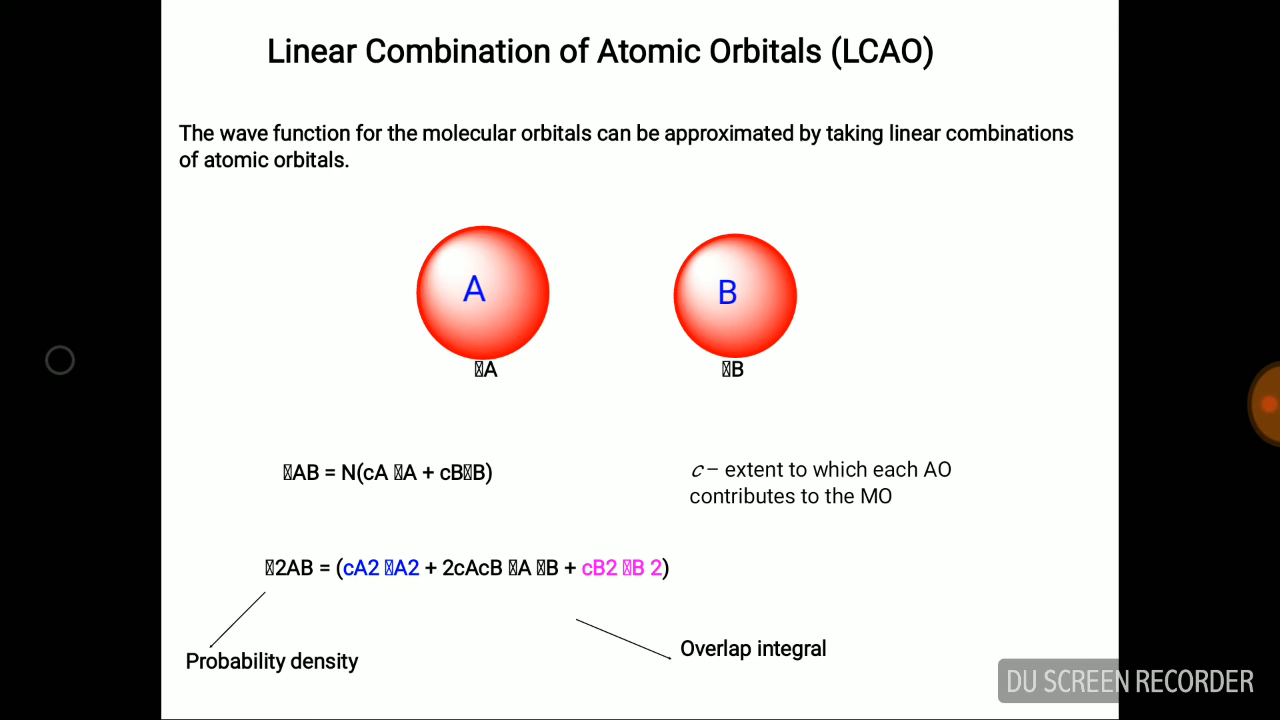 Linear Combination of Atomic Orbitals (LCAO)
The wave function for the molecular orbitals can be approximated by taking linear combinations
of atomic orbitals.
A
B
▯A
▯B
▯AB = N(cA ▯A + cB▯B)
c – extent to which each AO
contributes to the MO
▯2AB = (cA2 ▯A2 + 2cAcB ▯A ▯B + cB2 ▯B 2)
Probability density
Overlap integral
DU SCREEN RECORDER